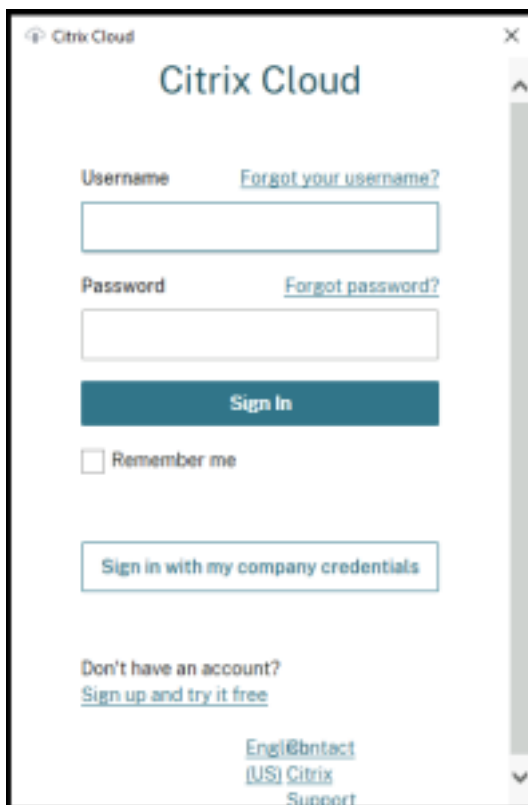 Citrix Cloud
Citrix Cloud
Username Forgot your username?
Password Forgot password?
Sign In
Remember me
Sign in with my company credentials
Don't have an account?
Sign up and try it free
Contact
(US) Citrix
Support